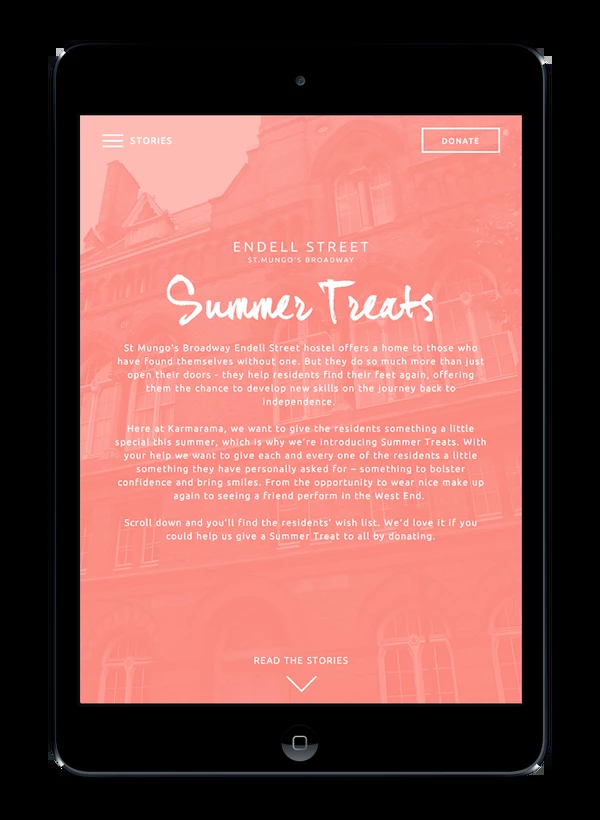 STORIES
DONATE
ENDELL STREET
ST.MUNGO'S BROADWAY
Summer Treats
St Mungo's Broadway Endell Street hostel offers a home to those who
have found themselves without one. But they do so much more than just
open their doors - they help residents find their feet again, offering
them the chance to develop new skills on the journey back to
independence.
Here at Karmarama, we want to give the residents something a little
special this summer, which is why we're introducing Summer Treats. With
your help we want to give each and every one of the residents a little
something they have personally asked for – something to bolster
confidence and bring smiles. From the opportunity to wear nice make up
again to seeing a friend perform in the West End.
Scroll down and you'll find the residents' wish list. We'd love it if you
could help us give a Summer Treat to all by donating.
READ THE STORIES